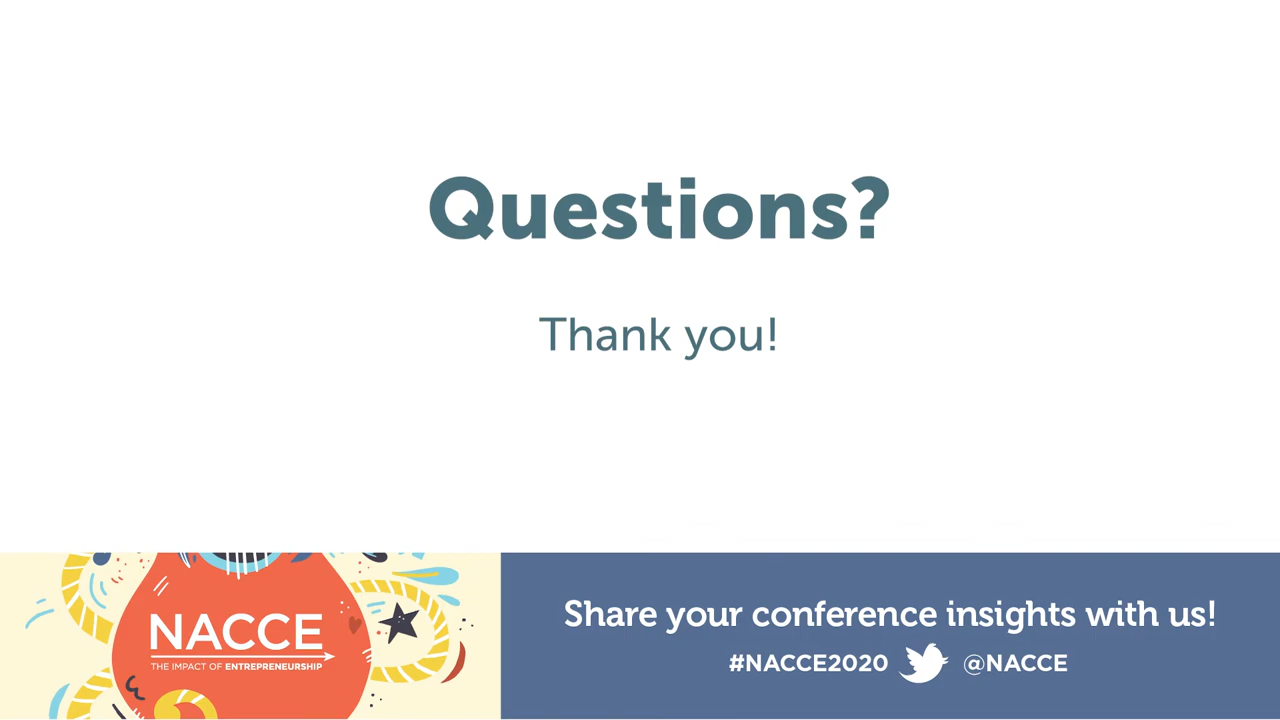 Questions?
Thank you!
NACCE
THE IMPACT OF ENTREPRENEURSHIP
Share your conference insights with us!
#NACCE2020 @NACCE